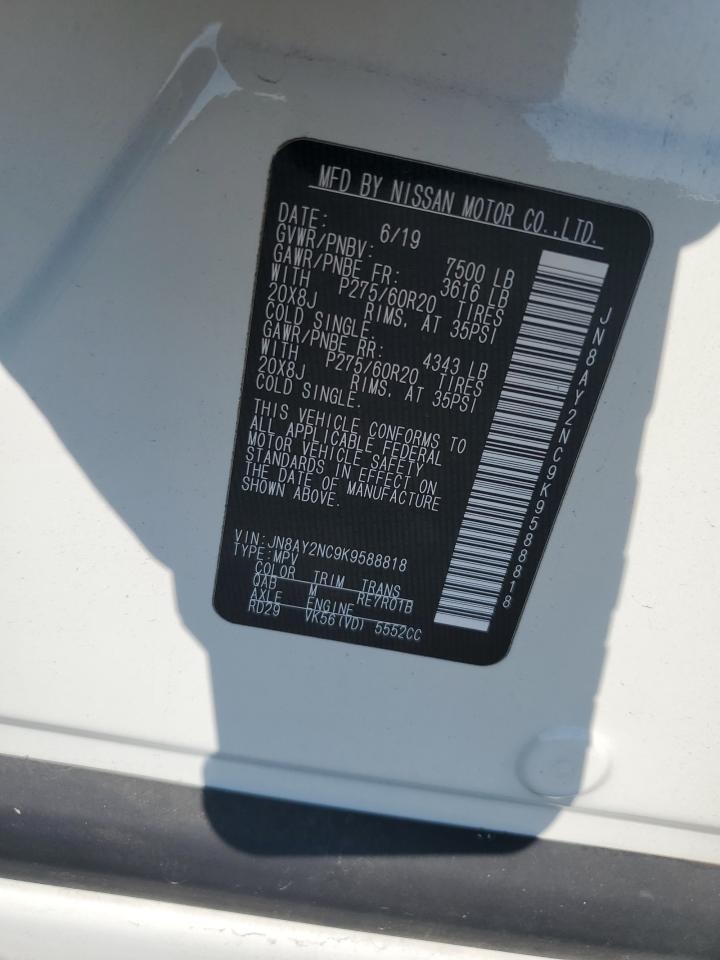 MFD BY NISSAN MOTOR CO.,LTD.
DATE: 6/19
GVWR/PNBV: 7500 LB
GAWR/PNBE FR: 3616 LB
WITH P275/60R20 TIRES
20X8J RIMS, AT 35PSI
COLD SINGLE.
GAWR/PNBE RR: 4343 LB
WITH P275/60R20 TIRES
20X8J RIMS, AT 35PSI
COLD SINGLE.
THIS VEHICLE CONFORMS TO
ALL APPLICABLE FEDERAL
MOTOR VEHICLE SAFETY
STANDARDS IN EFFECT ON
THE DATE OF MANUFACTURE
SHOWN ABOVE.
VIN:JN8AY2NC9K9588818
TYPE:MPV
COLOR TRIM TRANS
QAB M RE7R01B
AXLE ENGINE
RD29 VK56(VD) 5552CC
JN8AY2NC9K9588818